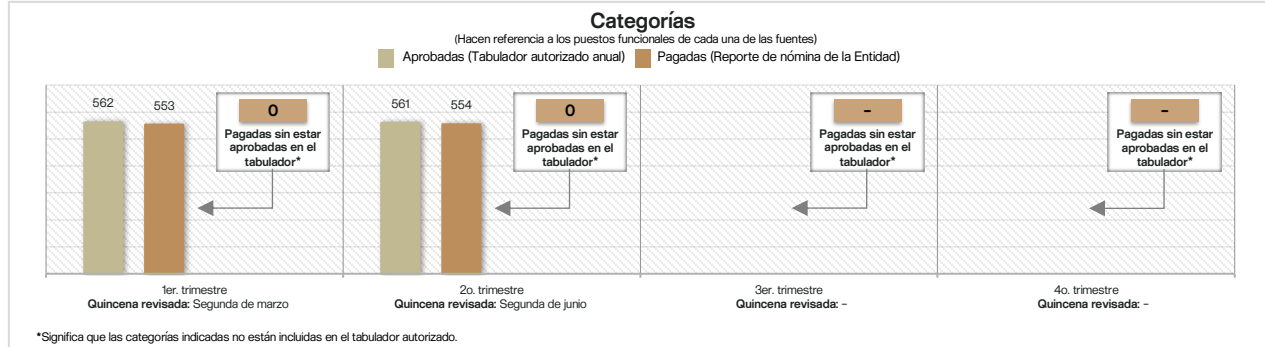 Categorías
(Hacen referencia a los puestos funcionales de cada una de las fuentes)
Aprobadas (Tabulador autorizado anual) Pagadas (Reporte de nómina de la Entidad)
562
553
0
Pagadas sin estar
aprobadas en el
tabulador*
561
554
0
Pagadas sin estar
aprobadas en el
tabulador*
–
Pagadas sin estar
aprobadas en el
tabulador*
–
Pagadas sin estar
aprobadas en el
tabulador*
1er. trimestre
Quincena revisada: Segunda de marzo
2o. trimestre
Quincena revisada: Segunda de junio
3er. trimestre
Quincena revisada: –
4o. trimestre
Quincena revisada: –
*Significa que las categorías indicadas no están incluidas en el tabulador autorizado.